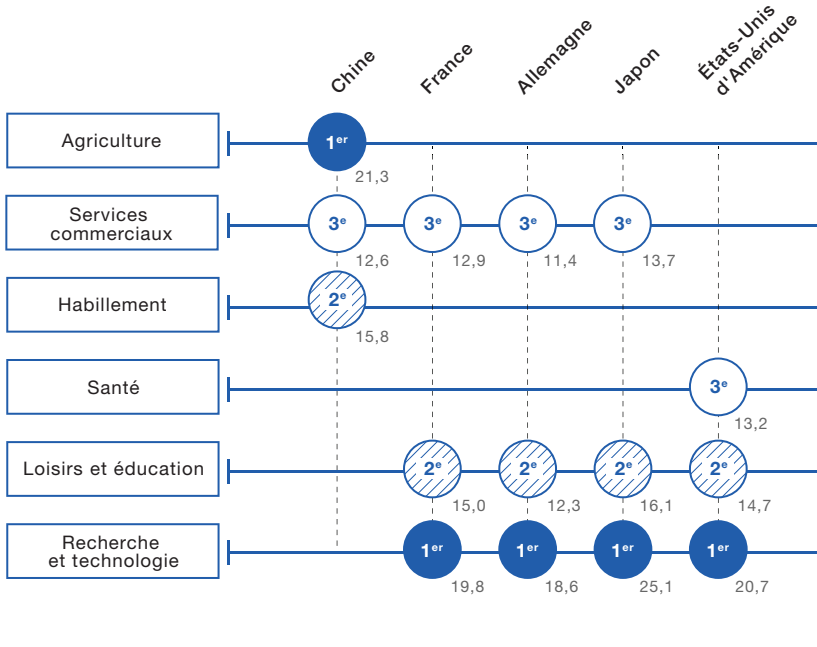 Chine
France
Allemagne
Japon
États-Unis
d'Amérique
Agriculture
1er
21,3
Services
commerciaux
3e
3e
3e
3e
12,6
12,9
11,4
13,7
Habillement
2e
15,8
Santé
3e
13,2
Loisirs et éducation
2e
2e
2e
2e
15,0
12,3
16,1
14,7
Recherche
et technologie
1er
1er
1er
1er
19,8
18,6
25,1
20,7